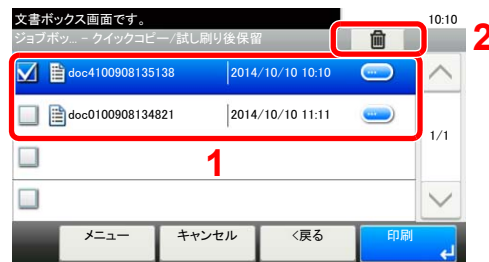 文書ボックス画面です。
10:10
ジョブボッ... - クイックコピー/試し刷り後保留
2
doc4100908135138 2014/10/10 10:10
doc0100908134821 2014/10/10 11:11
1/1
1
メニュー キャンセル <戻る 印刷